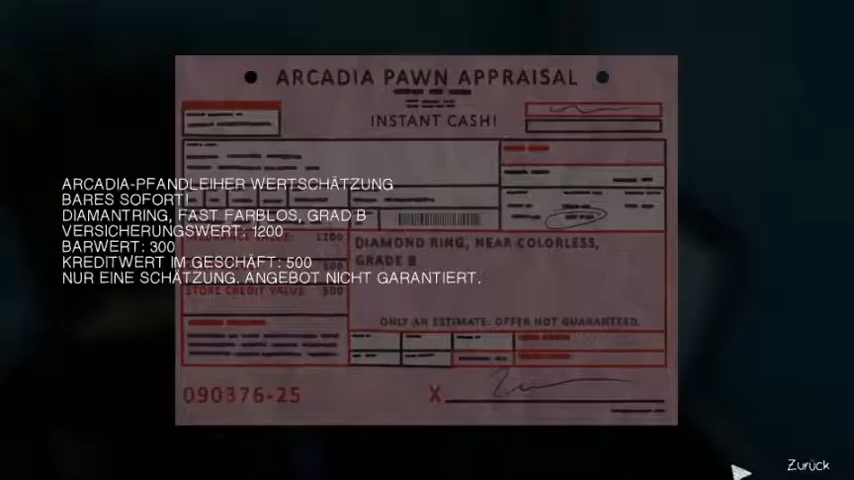 ARCADIA PAWN APPRAISAL
INSTANT CASH!
ARCADIA-PFANDLEIHER WERTSCHÄTZUNG
BARES SOFORT!
DIAMANTRING, FAST FARBLOS, GRAD B
VERSICHERUNGSWERT: 1200
BARWERT: 300
KREDITWERT IM GESCHÄFT: 500
NUR EINE SCHÄTZUNG. ANGEBOT NICHT GARANTIERT.
INSURANCE VALUE: 1200
STORE CREDIT VALUE: 500
DIAMOND RING, NEAR COLORLESS,
GRADE B
ONLY AN ESTIMATE. OFFER NOT GUARANTEED.
090376-25
X
Zurück